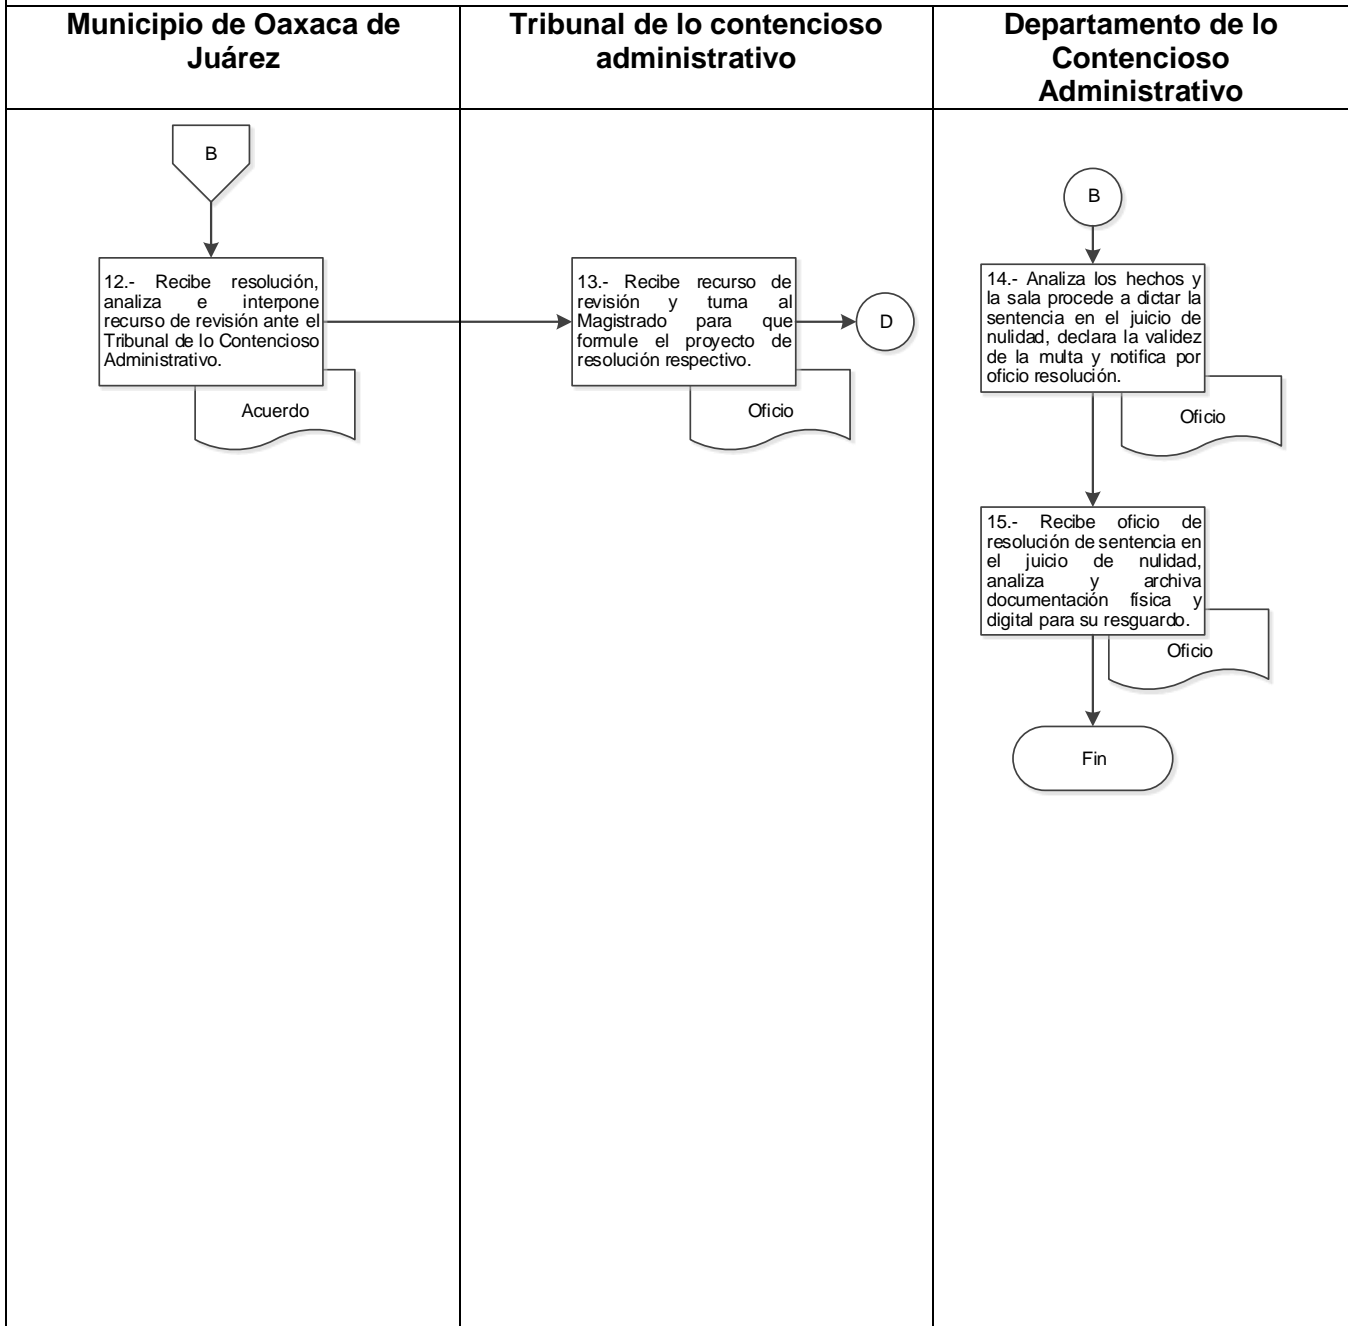 Municipio de Oaxaca de
Juárez
Tribunal de lo contencioso
administrativo
Departamento de lo
Contencioso
Administrativo
B
12.- Recibe resolución,
analiza e interpone
recurso de revisión ante el
Tribunal de lo Contencioso
Administrativo.
Acuerdo
13.- Recibe recurso de
revisión y turna al
Magistrado para que
formule el proyecto de
resolución respectivo.
Oficio
D
B
14.- Analiza los hechos y
la sala procede a dictar la
sentencia en el juicio de
nulidad, declara la validez
de la multa y notifica por
oficio resolución.
Oficio
15.- Recibe oficio de
resolución de sentencia en
el juicio de nulidad,
analiza y archiva
documentación física y
digital para su resguardo.
Oficio
Fin